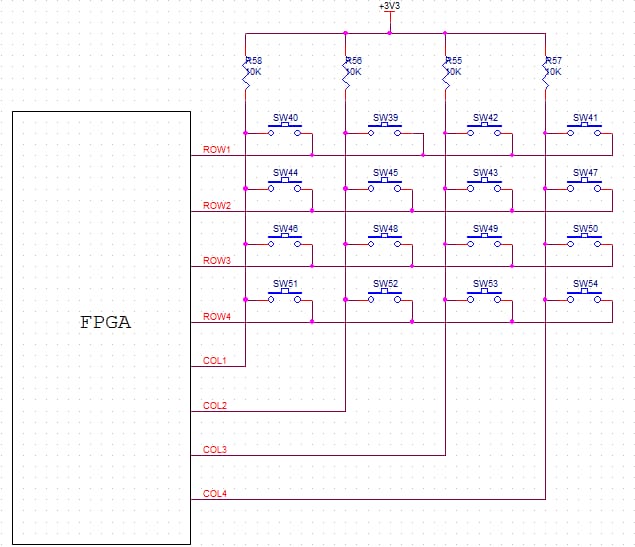 +3V3
R58 R56 R55 R57
10K 10K 10K 10K
SW40 SW39 SW42 SW41
ROW1
SW44 SW45 SW43 SW47
ROW2
SW46 SW48 SW49 SW50
ROW3
SW51 SW52 SW53 SW54
ROW4
FPGA
COL1
COL2
COL3
COL4